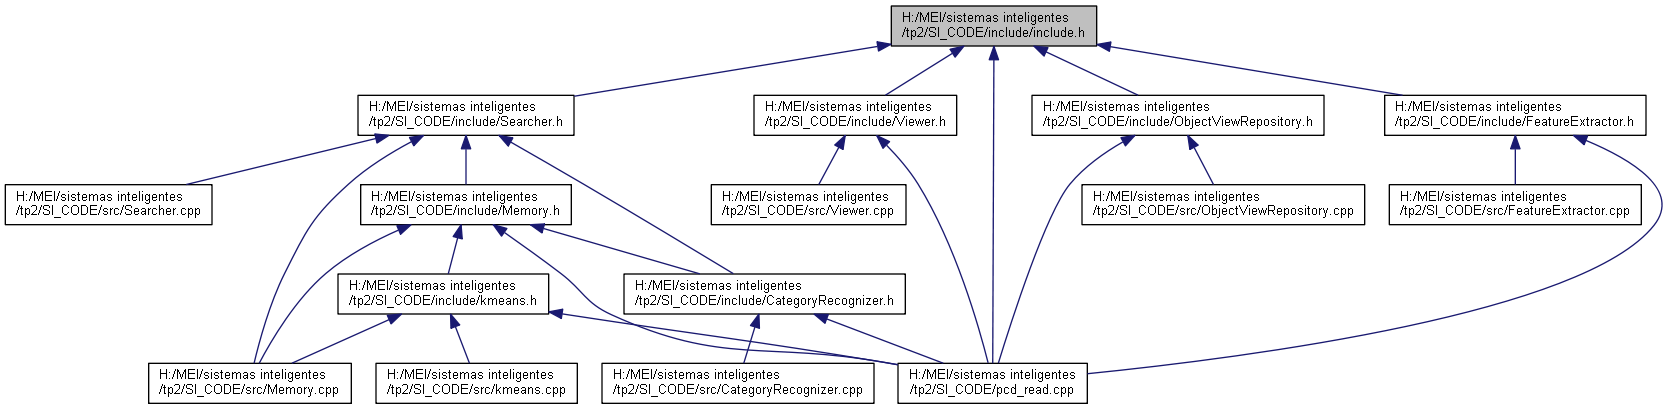 H:/MEI/sistemas inteligentes
/tp2/SI_CODE/include/include.h
H:/MEI/sistemas inteligentes
/tp2/SI_CODE/include/Searcher.h
H:/MEI/sistemas inteligentes
/tp2/SI_CODE/include/Viewer.h
H:/MEI/sistemas inteligentes
/tp2/SI_CODE/include/ObjectViewRepository.h
H:/MEI/sistemas inteligentes
/tp2/SI_CODE/include/FeatureExtractor.h
H:/MEI/sistemas inteligentes
/tp2/SI_CODE/src/Searcher.cpp
H:/MEI/sistemas inteligentes
/tp2/SI_CODE/include/Memory.h
H:/MEI/sistemas inteligentes
/tp2/SI_CODE/src/Viewer.cpp
H:/MEI/sistemas inteligentes
/tp2/SI_CODE/src/ObjectViewRepository.cpp
H:/MEI/sistemas inteligentes
/tp2/SI_CODE/src/FeatureExtractor.cpp
H:/MEI/sistemas inteligentes
/tp2/SI_CODE/include/kmeans.h
H:/MEI/sistemas inteligentes
/tp2/SI_CODE/include/CategoryRecognizer.h
H:/MEI/sistemas inteligentes
/tp2/SI_CODE/src/Memory.cpp
H:/MEI/sistemas inteligentes
/tp2/SI_CODE/src/kmeans.cpp
H:/MEI/sistemas inteligentes
/tp2/SI_CODE/src/CategoryRecognizer.cpp
H:/MEI/sistemas inteligentes
/tp2/SI_CODE/pcd_read.cpp